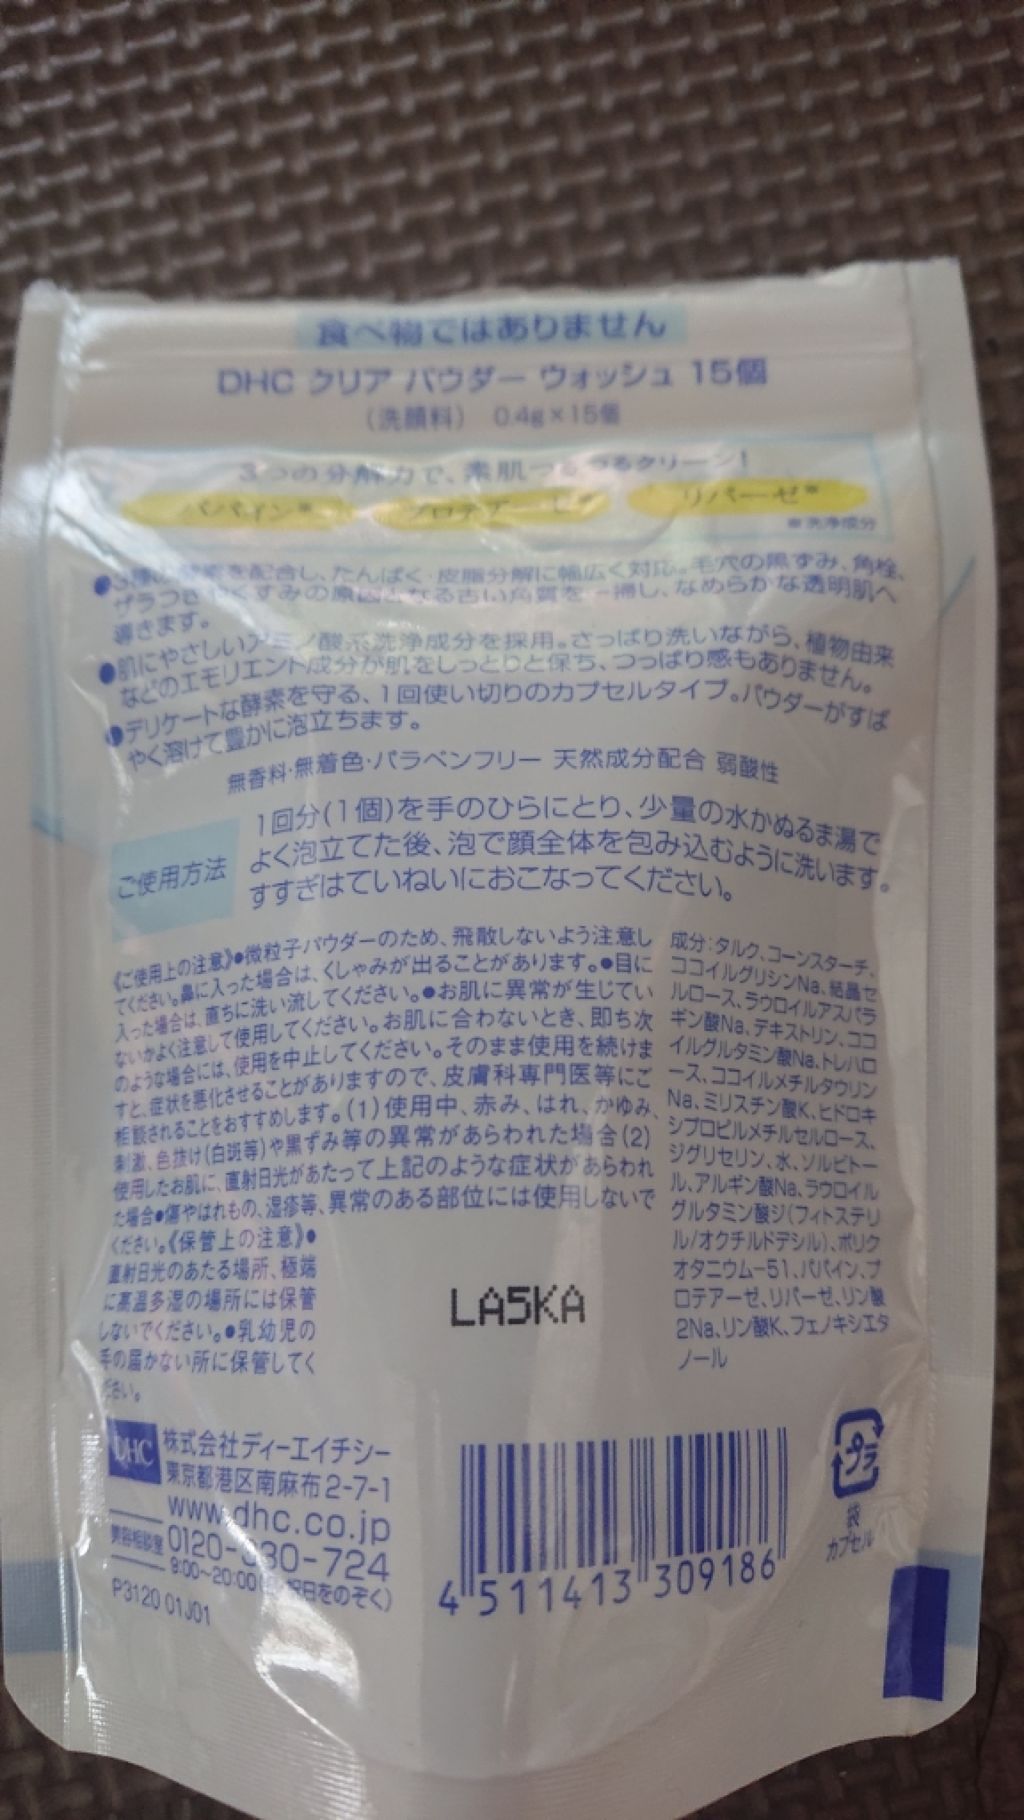 食べ物ではありません
DHC クリア パウダー ウォッシュ 15個
(洗顔料) 0.4g×15個
3つの分解力で、素肌つるつるクリーン!
パパイン※ プロテアーゼ※ リパーゼ※
※洗浄成分
●3種の酵素を配合し、たんぱく・皮脂分解に幅広く対応。毛穴の黒ずみ、角栓、
ザラつきやくすみの原因となる古い角質を一掃し、なめらかな透明肌へ
導きます。
●肌にやさしいアミノ酸系洗浄成分を採用。さっぱり洗いながら、植物由来
などのエモリエント成分が肌をしっとりと保ち、つっぱり感もありません。
●デリケートな酵素を守る、1回使い切りのカプセルタイプ。パウダーがすば
やく溶けて豊かに泡立ちます。
無香料・無着色・パラベンフリー 天然成分配合 弱酸性
ご使用方法
1回分(1個)を手のひらにとり、少量の水かぬるま湯で
よく泡立てた後、泡で顔全体を包み込むように洗います。
すすぎはていねいにおこなってください。
《ご使用上の注意》●微粒子パウダーのため、飛散しないよう注意し
てください。鼻に入った場合は、くしゃみが出ることがあります。●目に
入った場合は、直ちに洗い流してください。●お肌に異常が生じてい
ないかよく注意して使用してください。お肌に合わないとき、即ち次
のような場合には、使用を中止してください。そのまま使用を続けま
すと、症状を悪化させることがありますので、皮膚科専門医等にご
相談されることをおすすめします。(1)使用中、赤み、はれ、かゆみ、
刺激、色抜け(白斑等)や黒ずみ等の異常があらわれた場合(2)
使用したお肌に、直射日光があたって上記のような症状があらわれ
た場合●傷やはれもの、湿疹等、異常のある部位には使用しないで
ください。《保管上の注意》●
直射日光のあたる場所、極端
に高温多湿の場所には保管
しないでください。●乳幼児の
手の届かない所に保管してく
ださい。
成分:タルク、コーンスターチ、
ココイルグリシンNa、結晶セ
ルロース、ラウロイルアスパラ
ギン酸Na、デキストリン、ココ
イルグルタミン酸Na、トレハロ
ース、ココイルメチルタウリン
Na、ミリスチン酸K、ヒドロキ
シプロピルメチルセルロース、
ジグリセリン、水、ソルビトー
ル、アルギン酸Na、ラウロイル
グルタミン酸ジ(フィトステリ
ル/オクチルドデシル)、ポリク
オタニウム-51、パパイン、プ
ロテアーゼ、リパーゼ、リン酸
2Na、リン酸K、フェノキシエタ
ノール
LA5KA
DHC
株式会社ディーエイチシー
東京都港区南麻布2-7-1
www.dhc.co.jp
美容相談室 0120-330-724
9:00~20:00(日・祝日をのぞく)
P3120 01J01
4 511413 309186
プラ
袋
カプセル